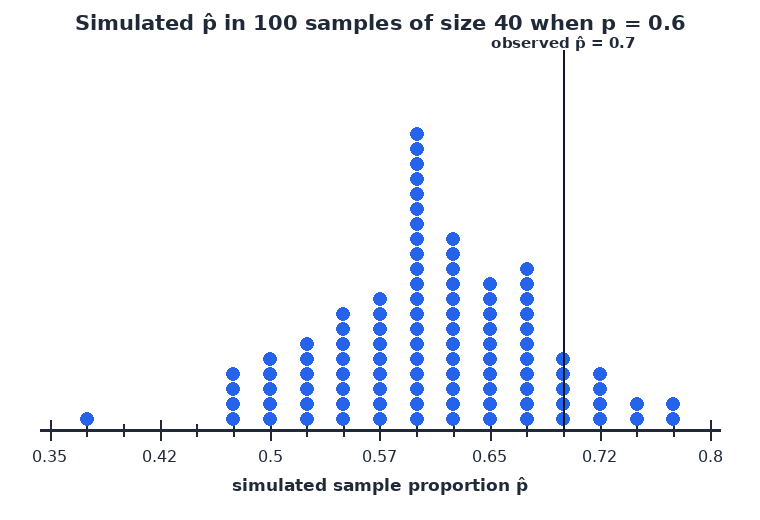 Simulated p̂ in 100 samples of size 40 when p = 0.6
observed p̂ = 0.7
0.35 0.42 0.5 0.57 0.65 0.72 0.8
simulated sample proportion p̂